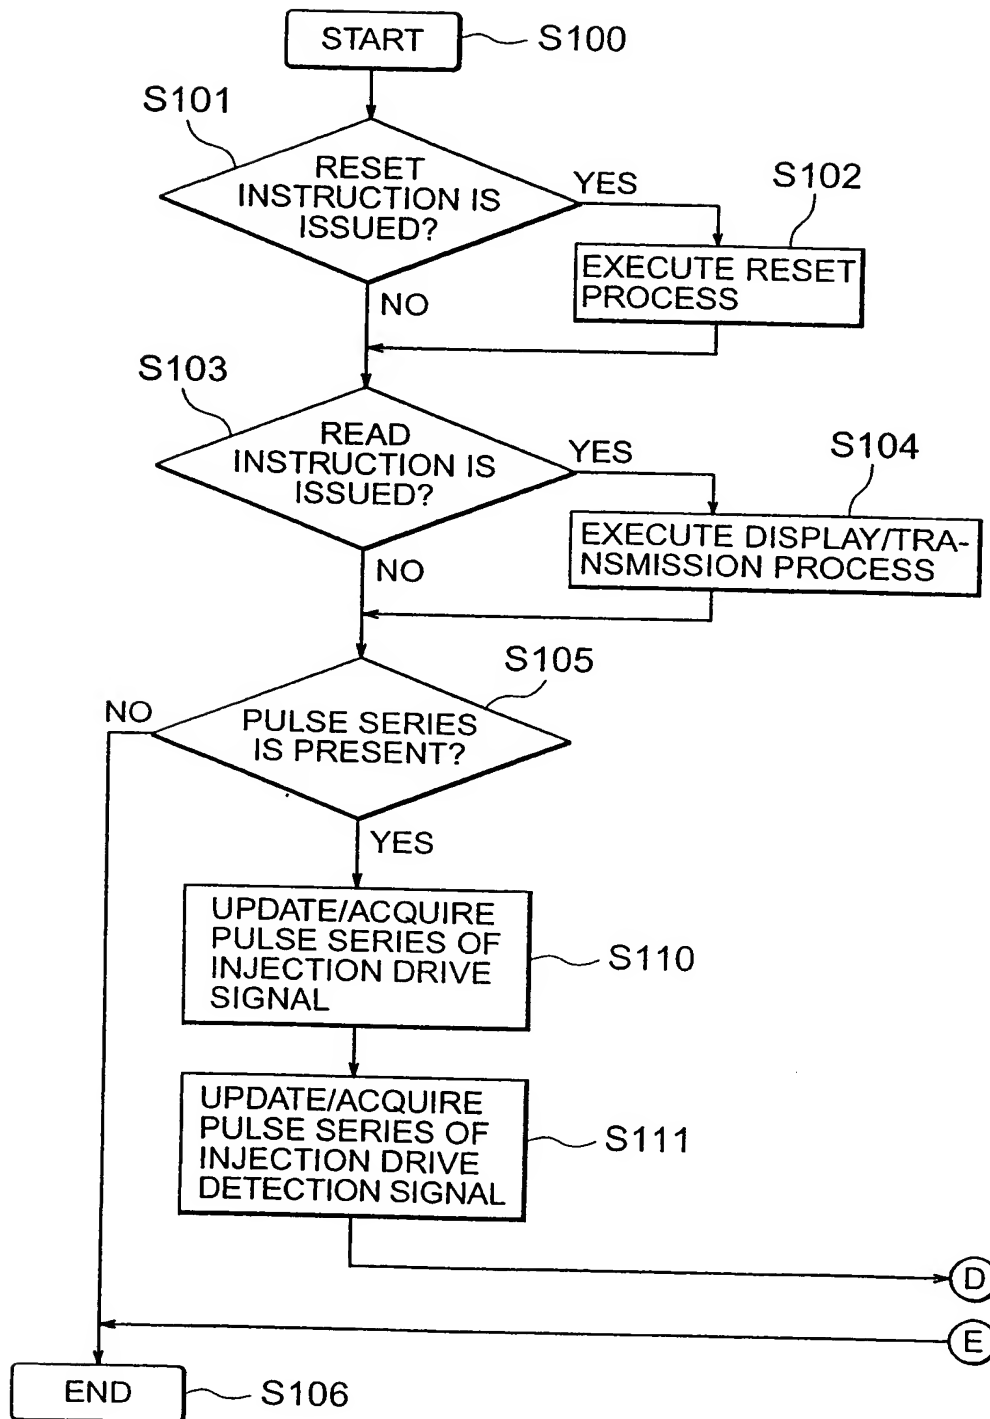 START
S100
S101
RESET
INSTRUCTION IS
ISSUED?
YES
S102
EXECUTE RESET
PROCESS
NO
S103
READ
INSTRUCTION IS
ISSUED?
YES
S104
EXECUTE DISPLAY/TRA-
NSMISSION PROCESS
NO
S105
NO
PULSE SERIES
IS PRESENT?
YES
UPDATE/ACQUIRE
PULSE SERIES OF
INJECTION DRIVE
SIGNAL
S110
UPDATE/ACQUIRE
PULSE SERIES OF
INJECTION DRIVE
DETECTION SIGNAL
S111
D
E
END
S106